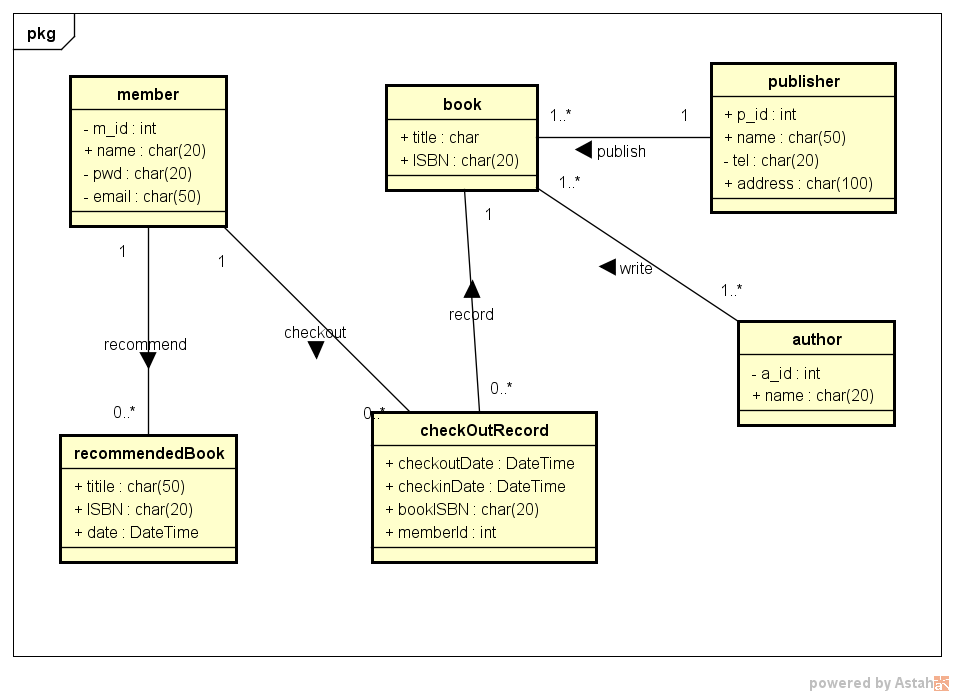 pkg
member
- m_id : int
+ name : char(20)
- pwd : char(20)
- email : char(50)
book
+ title : char
+ ISBN : char(20)
publisher
+ p_id : int
+ name : char(50)
- tel : char(20)
+ address : char(100)
1..*
1
publish
1..*
1
1
1
write
1..*
record
recommend
checkout
0..*
0..*
0..*
author
- a_id : int
+ name : char(20)
recommendedBook
+ titile : char(50)
+ ISBN : char(20)
+ date : DateTime
checkOutRecord
+ checkoutDate : DateTime
+ checkinDate : DateTime
+ bookISBN : char(20)
+ memberId : int
powered by Astah